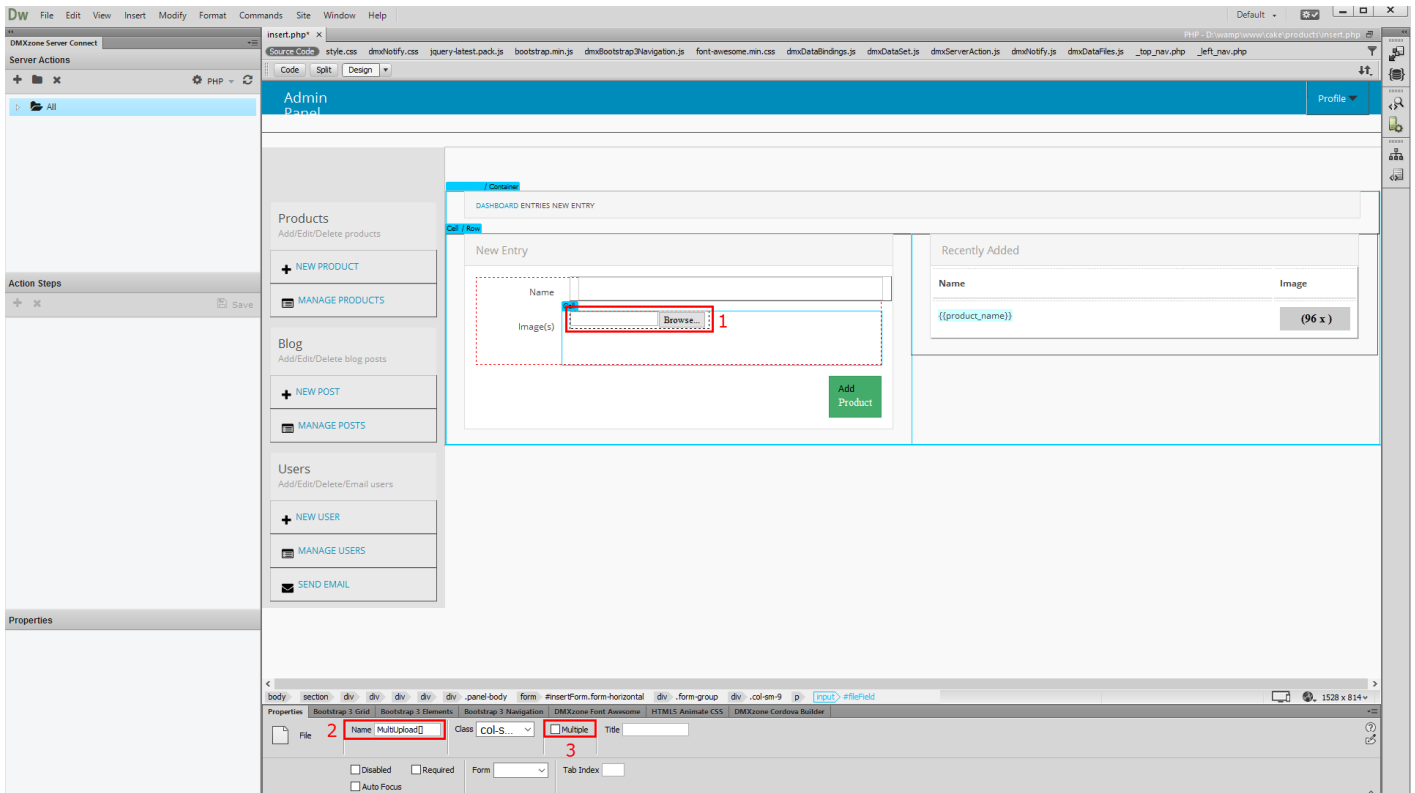 Dw File Edit View Insert Modify Format Commands Site Window Help Default
DMXzone Server Connect
Server Actions
PHP
All
Action Steps
Save
Properties
insert.php* × PHP - D:\wamp\www\cake\products\insert.php
Source Code style.css dmxNotify.css jquery-latest.pack.js bootstrap.min.js dmxBootstrap3Navigation.js font-awesome.min.css dmxDataBindings.js dmxDataSet.js dmxServerAction.js dmxNotify.js dmxDataFiles.js _top_nav.php _left_nav.php
Code Split Design
Admin
Panel
Profile
Products
Add/Edit/Delete products
NEW PRODUCT
MANAGE PRODUCTS
Blog
Add/Edit/Delete blog posts
NEW POST
MANAGE POSTS
Users
Add/Edit/Delete/Email users
NEW USER
MANAGE USERS
SEND EMAIL
/ Container
DASHBOARD ENTRIES NEW ENTRY
Cell / Row
New Entry
Name
Image(s)
Browse... 1
Add
Product
Recently Added
Name Image
{{product_name}} (96 x )
body section div div div div div .panel-body form #insertForm.form-horizontal div .form-group div .col-sm-9 p input #fileField 1528 x 814
Properties Bootstrap 3 Grid Bootstrap 3 Elements Bootstrap 3 Navigation DMXzone Font Awesome HTML5 Animate CSS DMXzone Cordova Builder
File 2 Name MultiUpload[] Class col-s... Multiple Title
3
Disabled Required Form Tab Index
Auto Focus